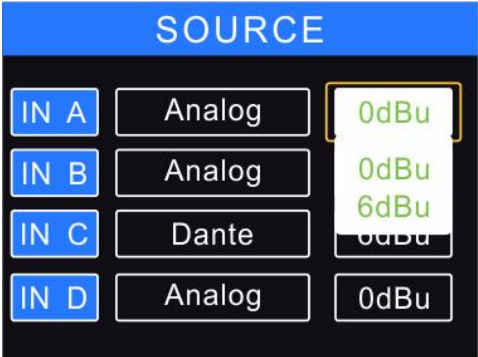 SOURCE
IN A Analog 0dBu
0dBu
IN B Analog
6dBu
IN C Dante
IN D Analog 0dBu